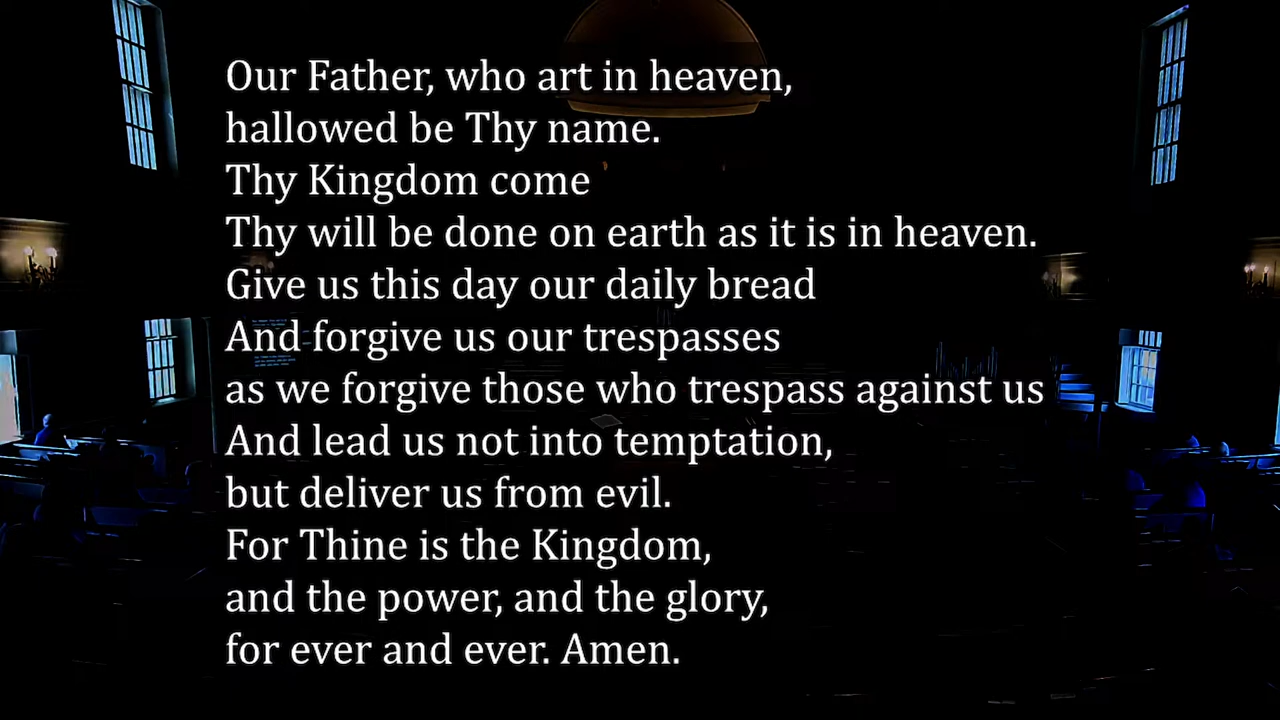 Our Father, who art in heaven,
hallowed be Thy name.
Thy Kingdom come
Thy will be done on earth as it is in heaven.
Give us this day our daily bread
And forgive us our trespasses
as we forgive those who trespass against us
And lead us not into temptation,
but deliver us from evil.
For Thine is the Kingdom,
and the power, and the glory,
for ever and ever. Amen.